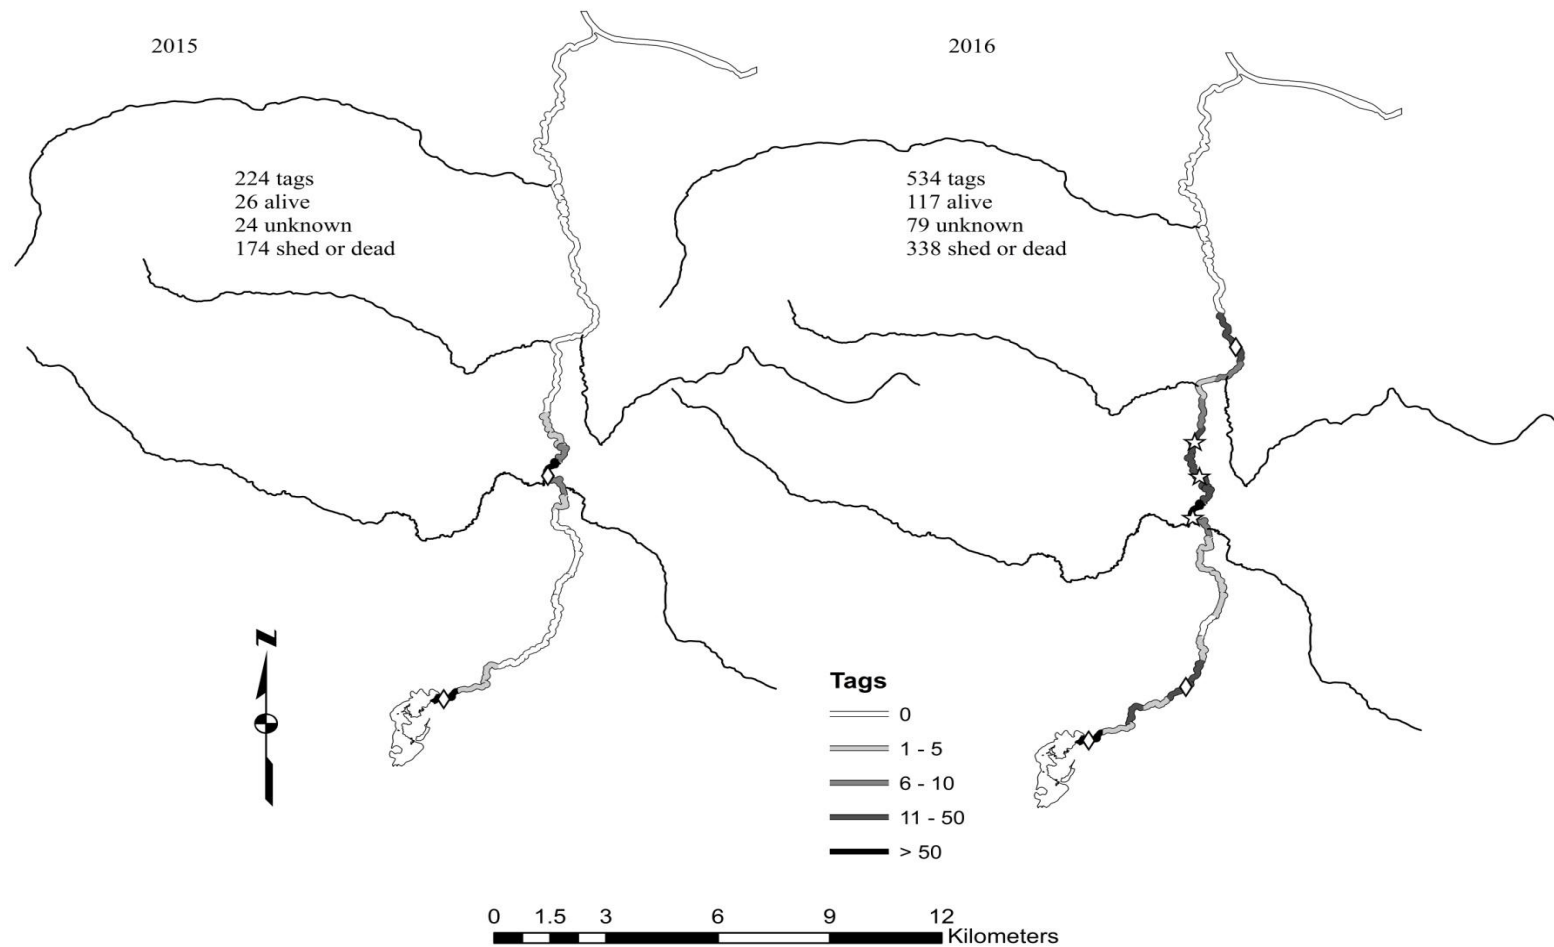 2015
2016
224 tags
26 alive
24 unknown
174 shed or dead
534 tags
117 alive
79 unknown
338 shed or dead
N
Tags
0
1 - 5
6 - 10
11 - 50
> 50
0 1.5 3 6 9 12
Kilometers